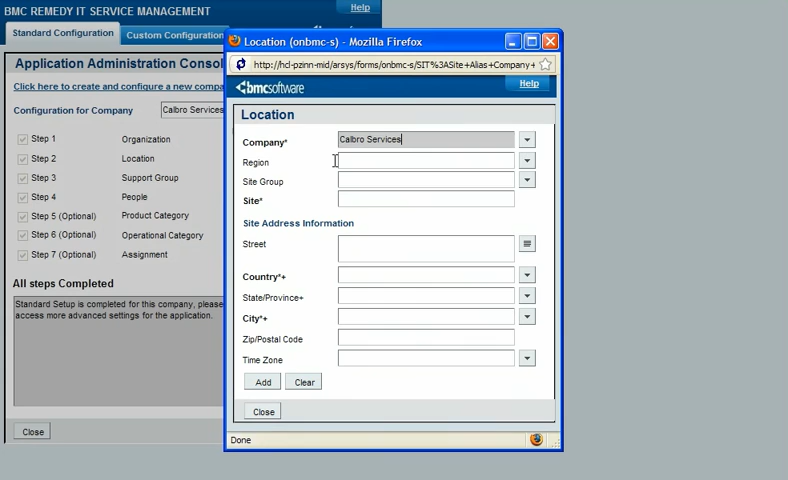 BMC REMEDY IT SERVICE MANAGEMENT
Help
Standard Configuration
Custom Configuration
Application Administration Consol
Click here to create and configure a new compa
Configuration for Company
Calbro Services
Step 1
Organization
Step 2
Location
Step 3
Support Group
Step 4
People
Step 5 (Optional)
Product Category
Step 6 (Optional)
Operational Category
Step 7 (Optional)
Assignment
All steps Completed
Standard Setup is completed for this company, please
access more advanced settings for the application.
Close
Location (onbmc-s) - Mozilla Firefox
http://hcl-pzinn-mid/arsys/forms/onbmc-s/SIT%3ASite+Alias+Company+
bmcsoftware
Help
Location
Company*
Calbro Services
Region
Site Group
Site*
Site Address Information
Street
Country*+
State/Province+
City*+
Zip/Postal Code
Time Zone
Add
Clear
Close
Done